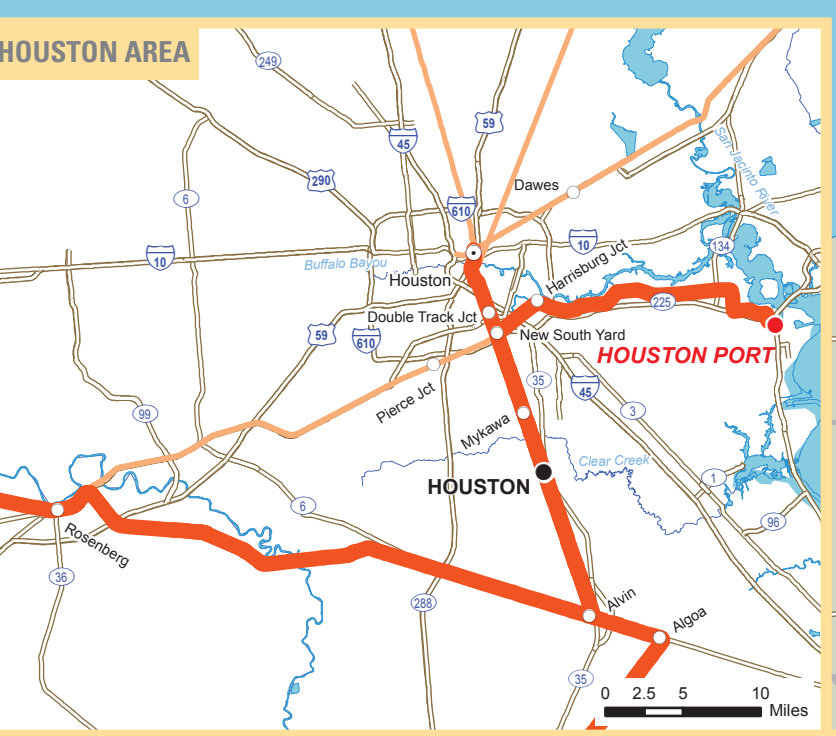 HOUSTON AREA
249
59
45
Dawes
San Jacinto River
290
6
610
10
134
10
Buffalo Bayou
Houston
Harrisburg Jct
Double Track Jct
225
59
610
New South Yard
HOUSTON PORT
35
45
Pierce Jct
99
3
Mykawa
Clear Creek
1
HOUSTON
6
96
Rosenberg
36
288
Alvin
Algoa
35
0 2.5 5 10
Miles